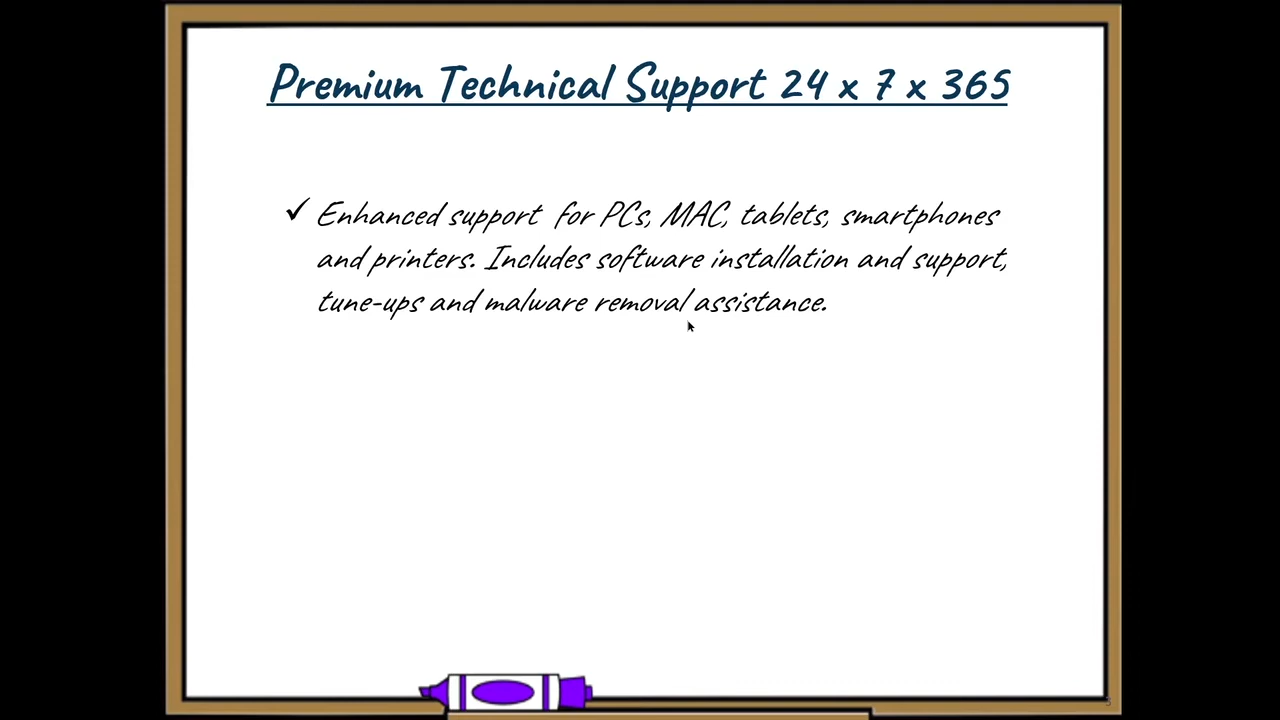 Premium Technical Support 24 x 7 x 365
✓ Enhanced support for PCs, MAC, tablets, smartphones
and printers. Includes software installation and support,
tune-ups and malware removal assistance.